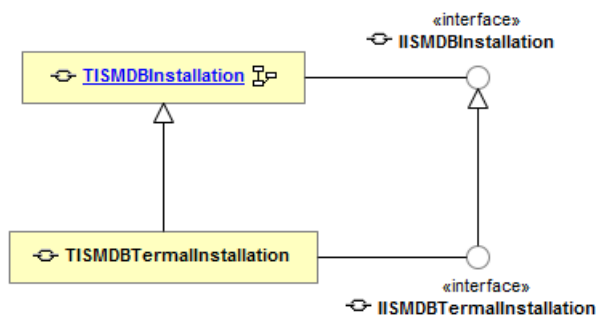 «interface»
IISMDBInstallation
TISMDBInstallation
TISMDBTermalInstallation
«interface»
IISMDBTermalInstallation